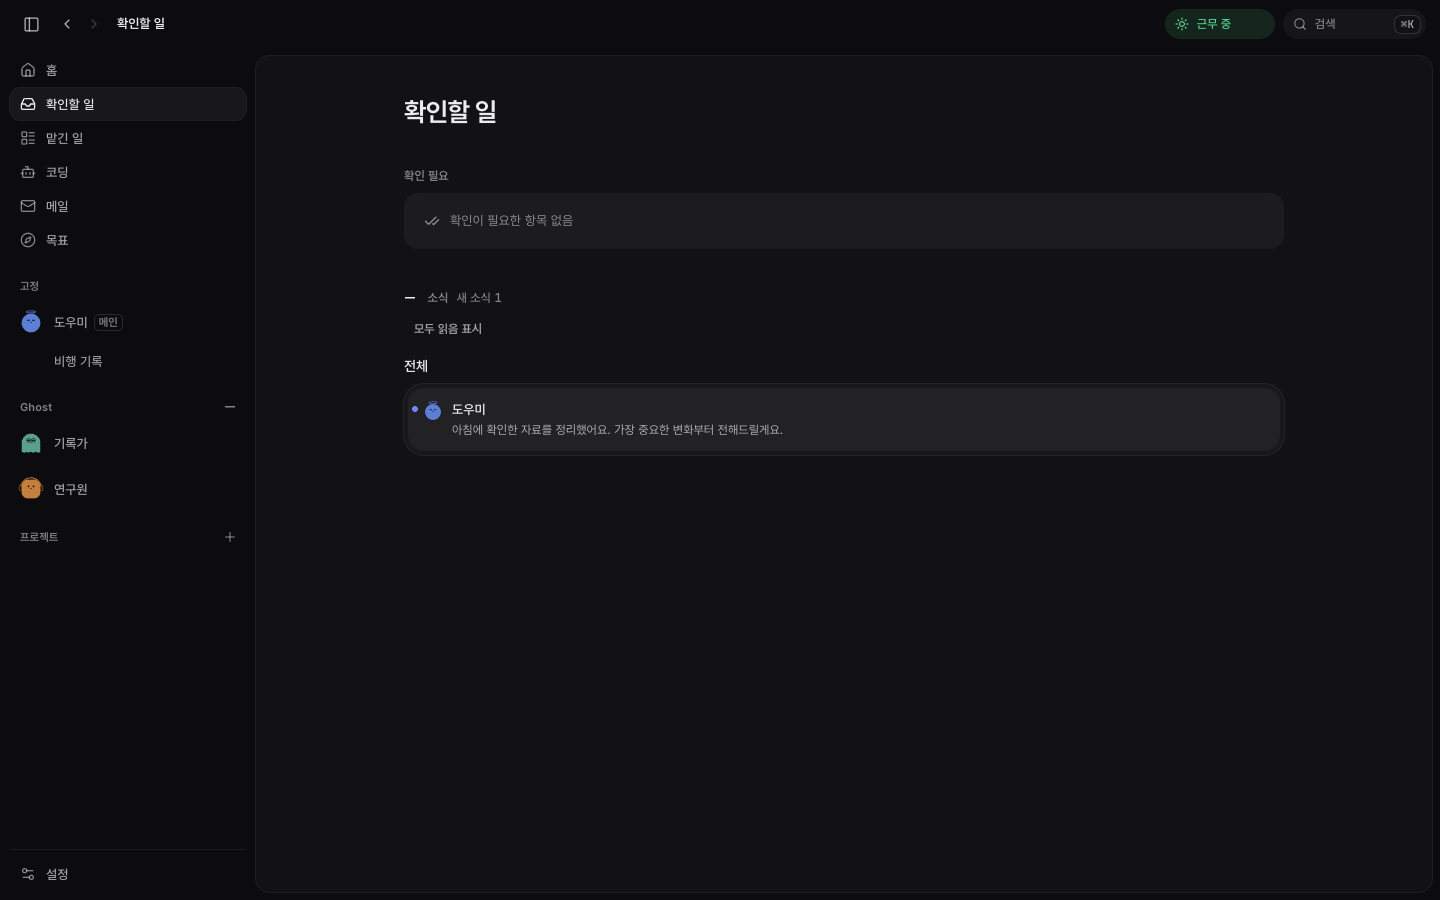 확인할 일
근무 중
검색
⌘K
홈
확인할 일
맡긴 일
코딩
메일
목표
고정
도우미 메인
비행 기록
Ghost
기록가
연구원
프로젝트
설정
확인할 일
확인 필요
확인이 필요한 항목 없음
소식 새 소식 1
모두 읽음 표시
전체
도우미
아침에 확인한 자료를 정리했어요. 가장 중요한 변화부터 전해드릴게요.